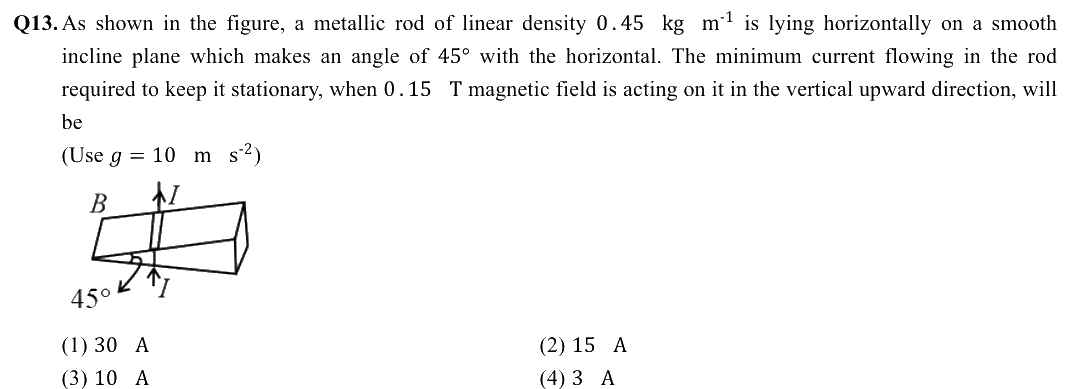 Q13. As shown in the figure, a metallic rod of linear density 0.45 kg m⁻¹ is lying horizontally on a smooth
incline plane which makes an angle of 45° with the horizontal. The minimum current flowing in the rod
required to keep it stationary, when 0.15 T magnetic field is acting on it in the vertical upward direction, will
be
(Use g = 10 m s⁻²)
B I
45° I
(1) 30 A (2) 15 A
(3) 10 A (4) 3 A